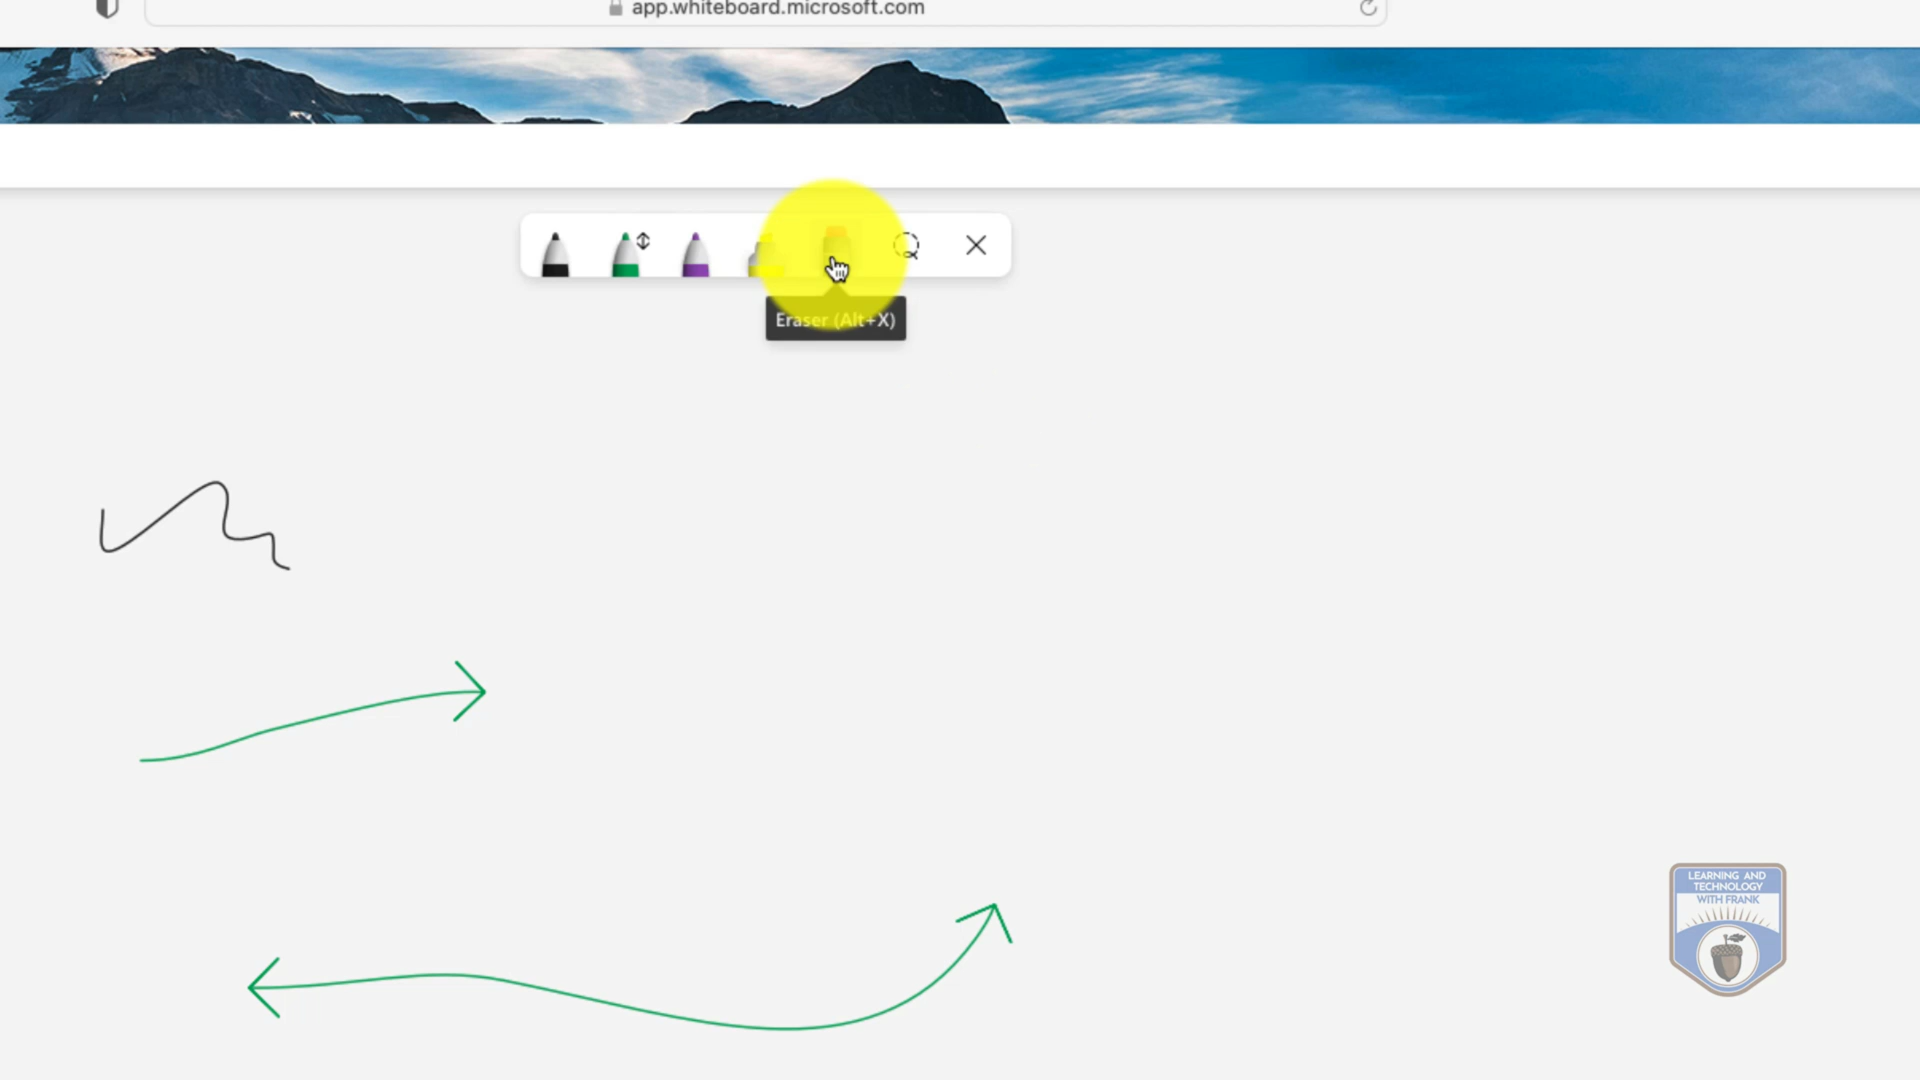 app.whiteboard.microsoft.com
Eraser (Alt+X)
LEARNING AND
TECHNOLOGY
WITH FRANK